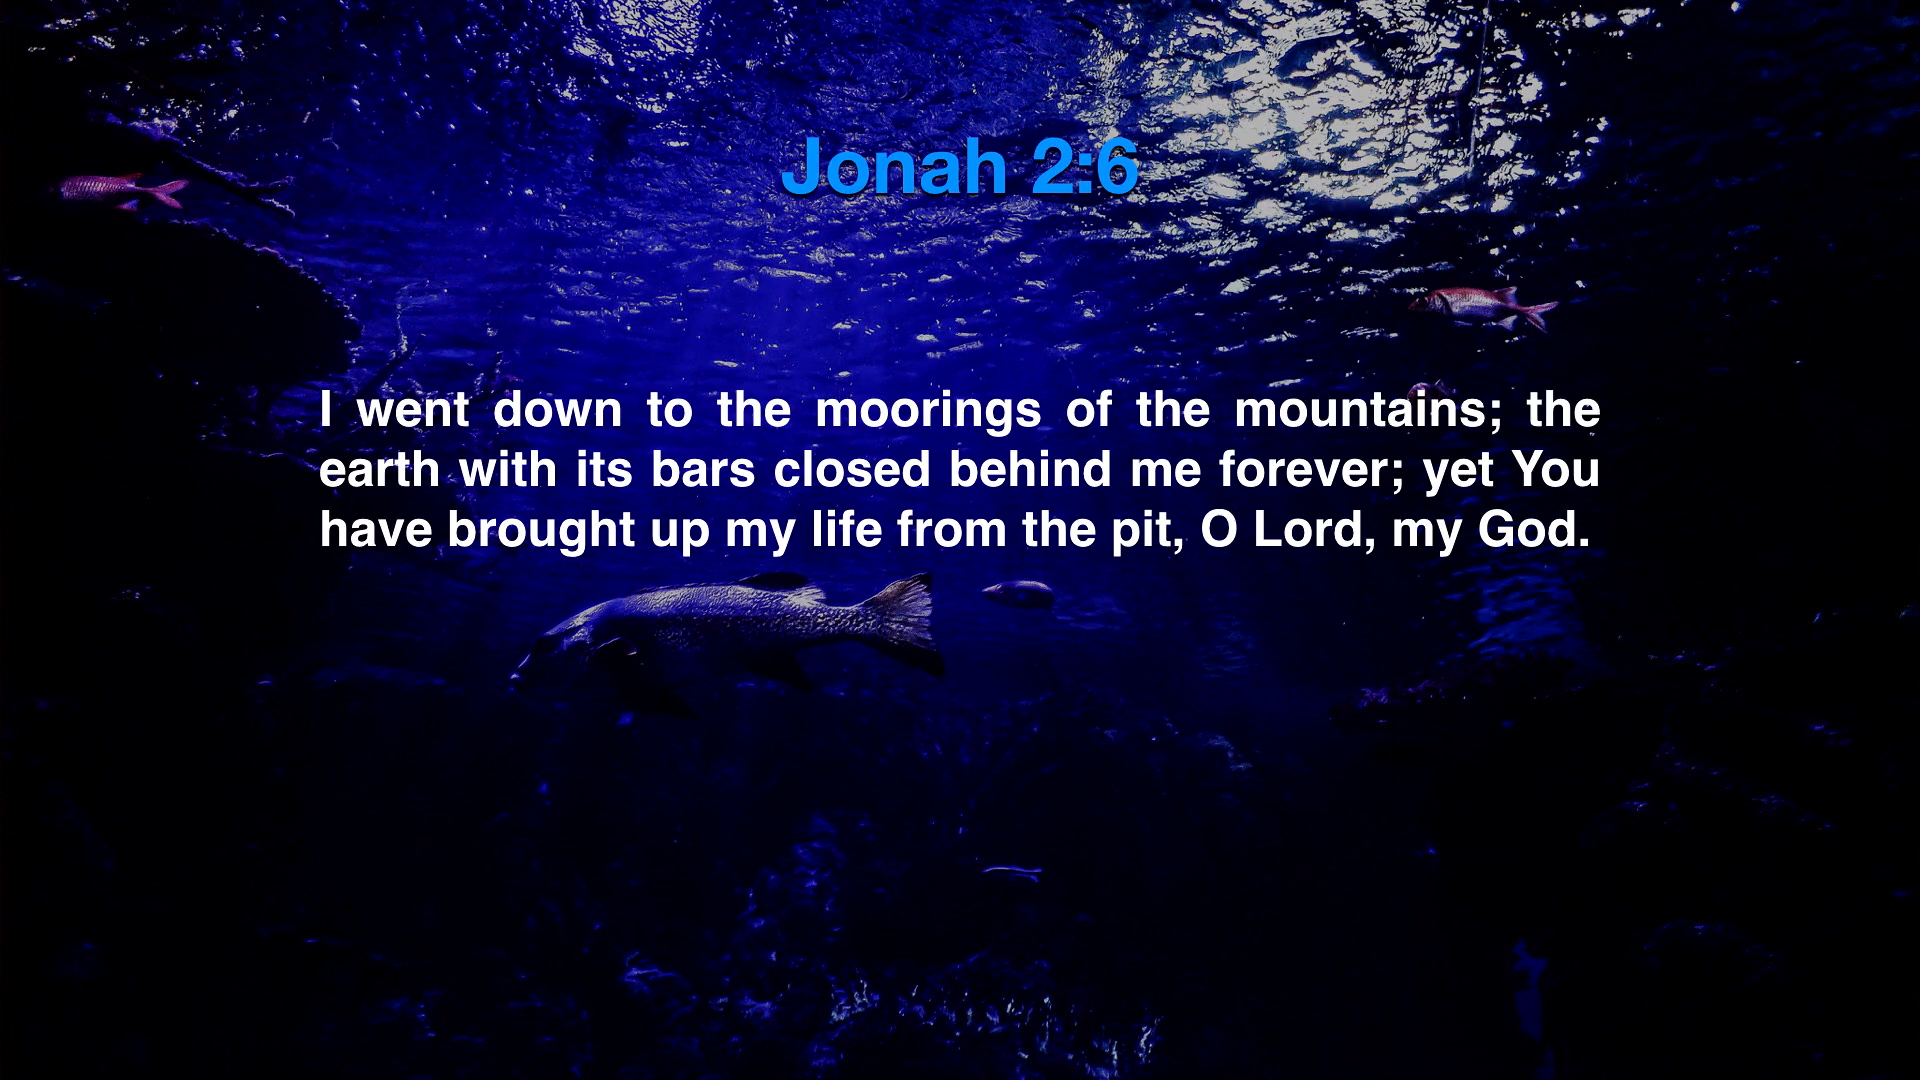 Jonah 2:6
I went down to the moorings of the mountains; the
earth with its bars closed behind me forever; yet You
have brought up my life from the pit, O Lord, my God.